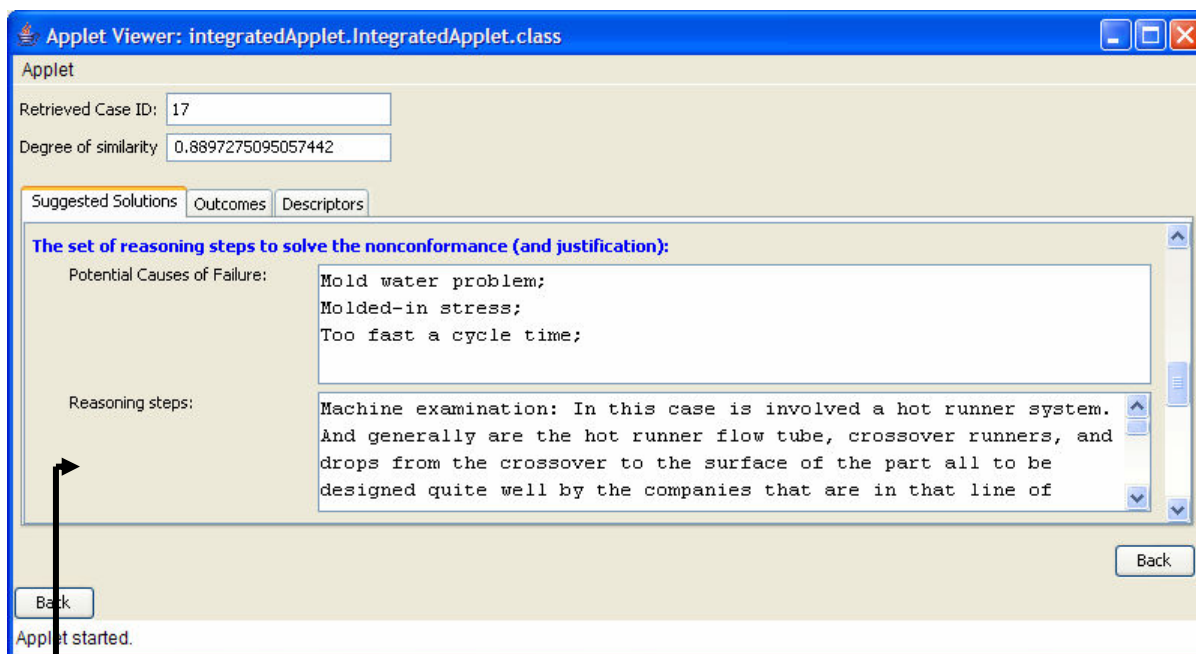 Applet Viewer: integratedApplet.IntegratedApplet.class
Applet
Retrieved Case ID: 17
Degree of similarity 0.8897275095057442
Suggested Solutions Outcomes Descriptors
The set of reasoning steps to solve the nonconformance (and justification):
Potential Causes of Failure:
Mold water problem;
Molded-in stress;
Too fast a cycle time;
Reasoning steps:
Machine examination: In this case is involved a hot runner system.
And generally are the hot runner flow tube, crossover runners, and
drops from the crossover to the surface of the part all to be
designed quite well by the companies that are in that line of
Back
Back
Applet started.